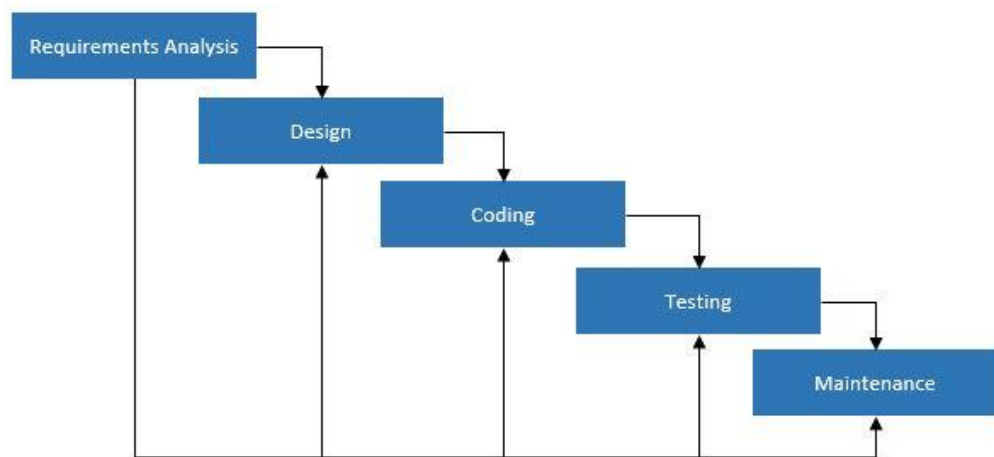 Requirements Analysis
Design
Coding
Testing
Maintenance